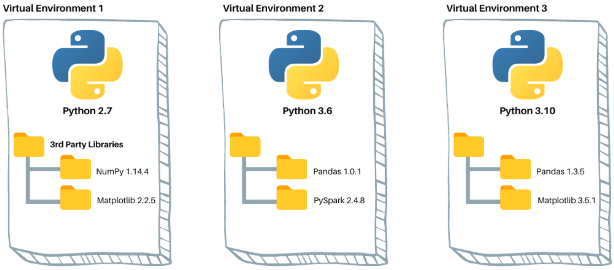 Virtual Environment 1
Python 2.7
3rd Party Libraries
NumPy 1.14.4
Matplotlib 2.2.5
Virtual Environment 2
Python 3.6
Pandas 1.0.1
PySpark 2.4.8
Virtual Environment 3
Python 3.10
Pandas 1.3.5
Matplotlib 3.5.1